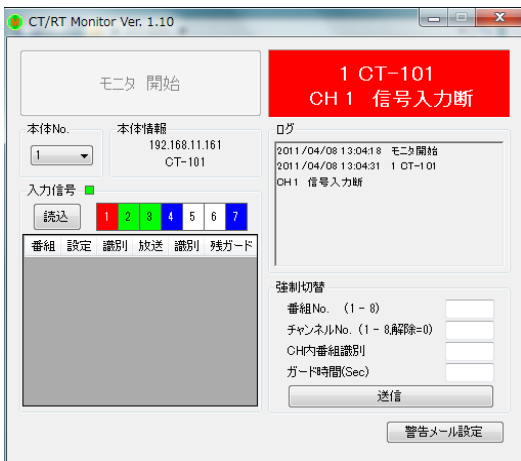 CT/RT Monitor Ver. 1.10
モニタ 開始
1 CT-101
CH 1 信号入力断
本体No.
1
本体情報
192.168.11.161
CT-101
ログ
2011/04/08 13:04:18 モニタ開始
2011/04/08 13:04:31 1 CT-101
CH1 信号入力断
入力信号
読込
1 2 3 4 5 6 7
番組 設定 識別 放送 識別 残ガード
強制切替
番組No. (1 - 8)
チャンネルNo. (1 - 8,解除=0)
CH内番組識別
ガード時間(Sec)
送信
警告メール設定